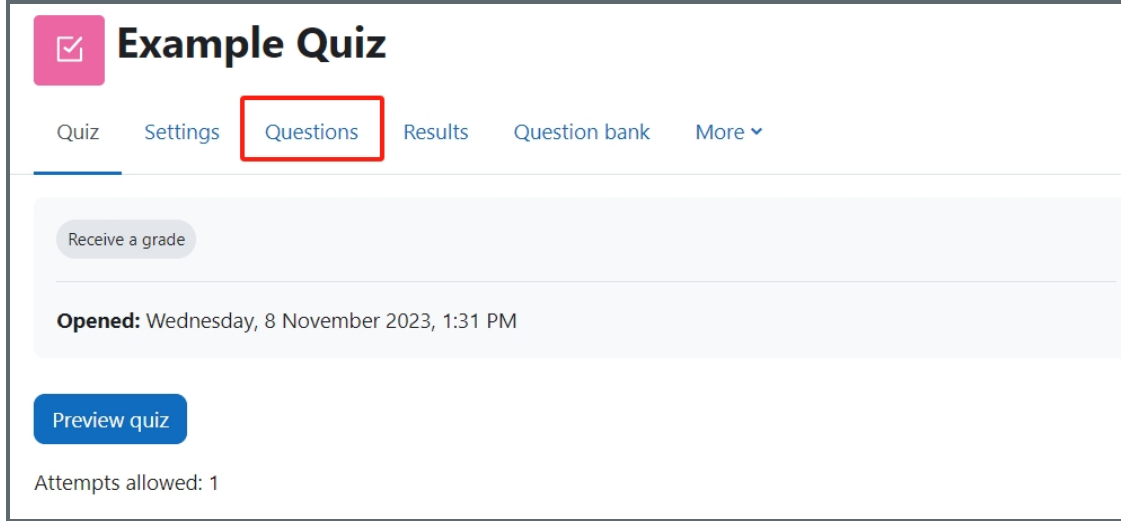 Example Quiz
Quiz Settings Questions Results Question bank More
Receive a grade
Opened: Wednesday, 8 November 2023, 1:31 PM
Preview quiz
Attempts allowed: 1